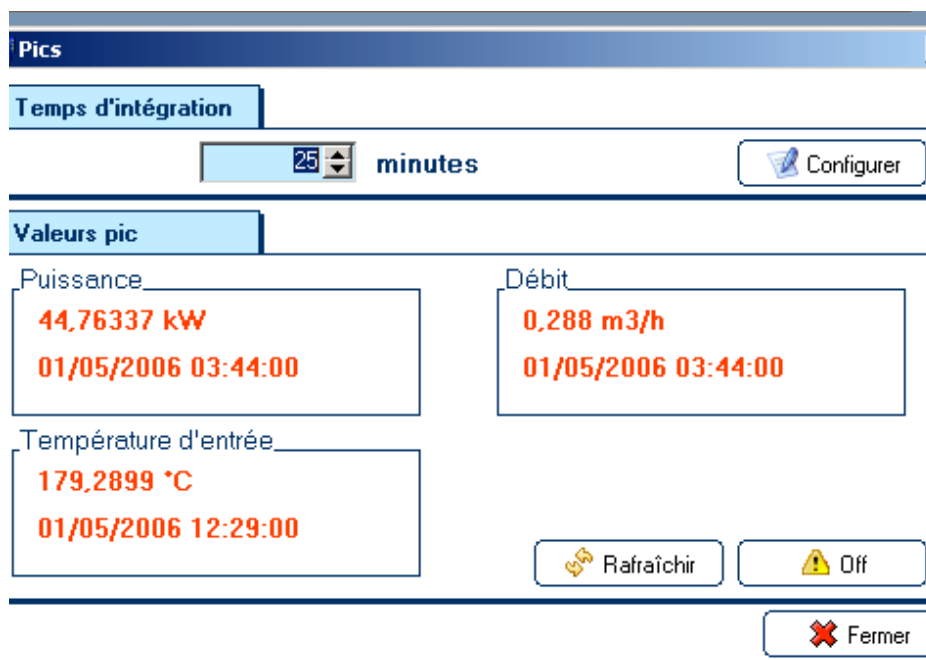 Pics
Temps d'intégration
25 minutes
Configurer
Valeurs pic
Puissance
44,76337 kW
01/05/2006 03:44:00
Débit
0,288 m3/h
01/05/2006 03:44:00
Température d'entrée
179,2899 °C
01/05/2006 12:29:00
Rafraîchir
Off
Fermer